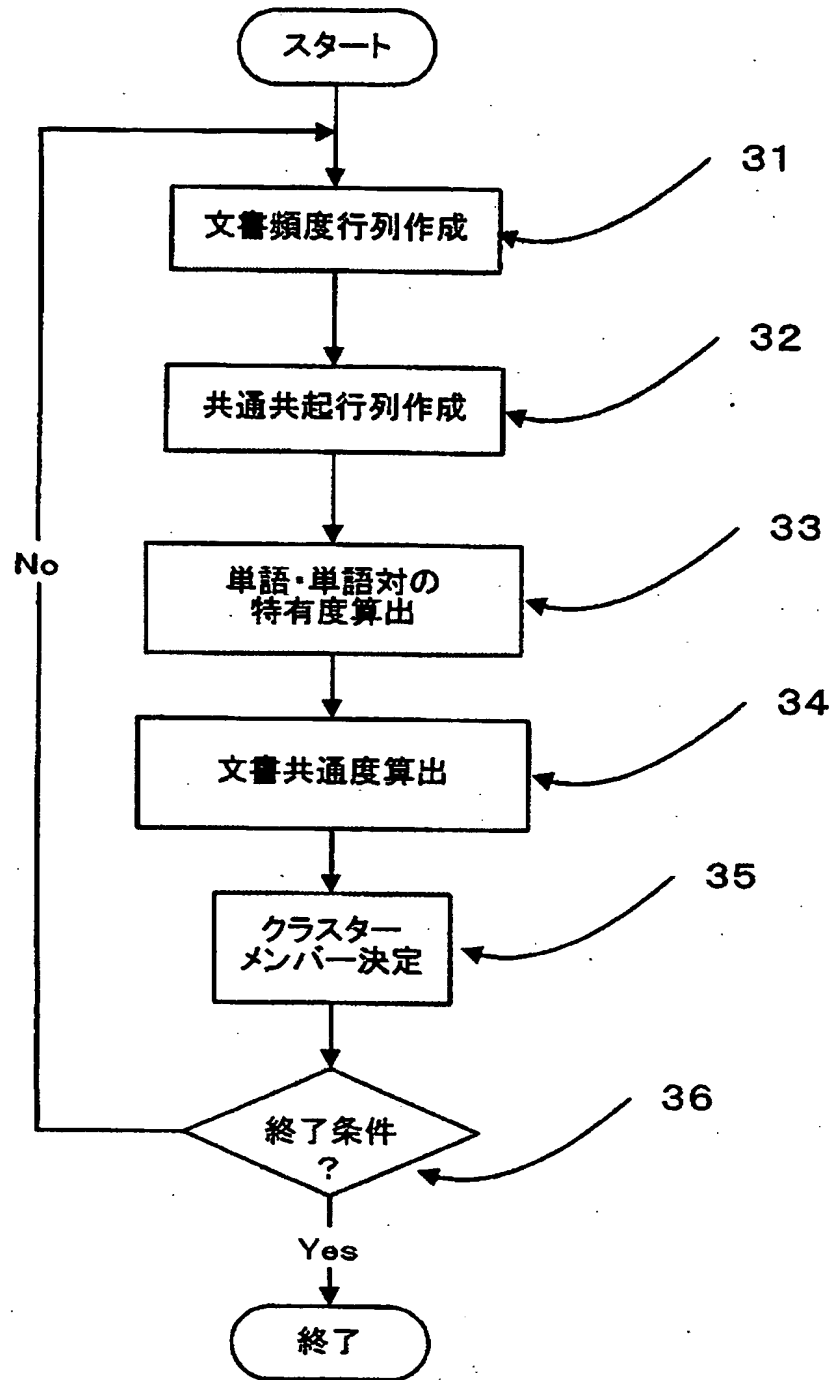 スタート
31
文書頻度行列作成
32
共通共起行列作成
33
単語・単語対の
特有度算出
No
34
文書共通度算出
35
クラスター
メンバー決定
36
終了条件
?
Yes
終了